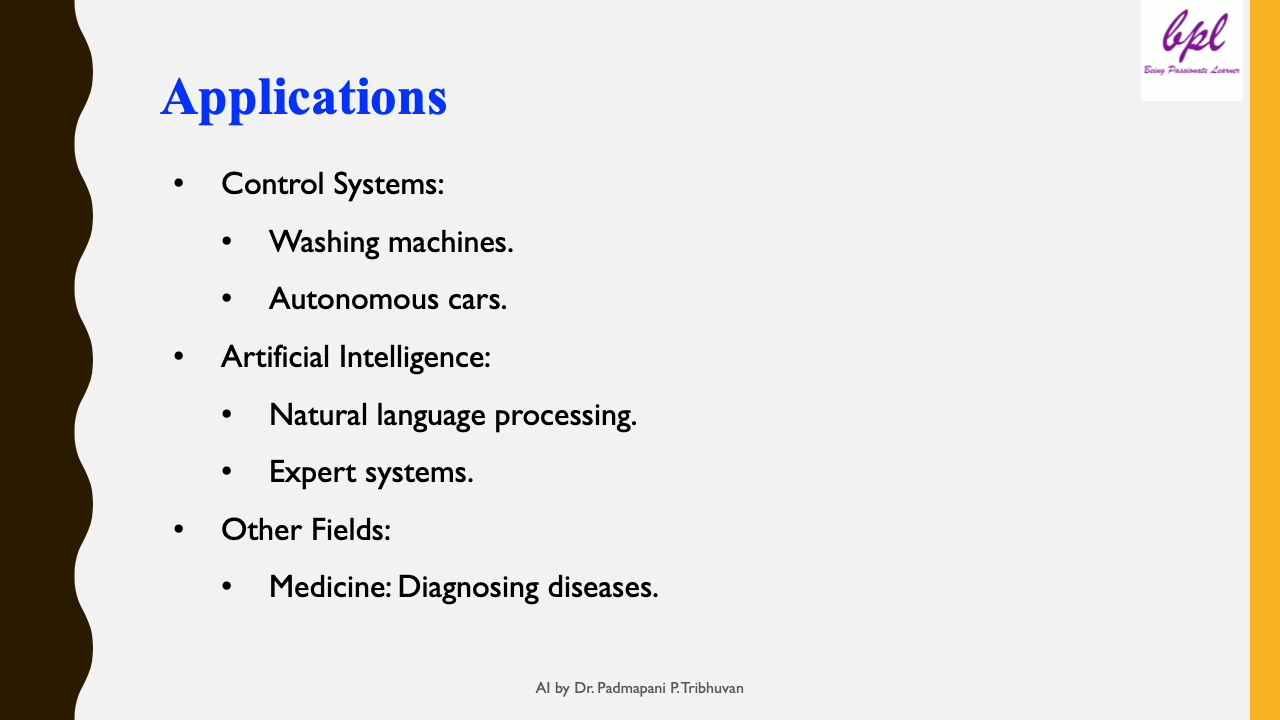 bpl
Being Passionate Learner
Applications
• Control Systems:
• Washing machines.
• Autonomous cars.
• Artificial Intelligence:
• Natural language processing.
• Expert systems.
• Other Fields:
• Medicine: Diagnosing diseases.
AI by Dr. Padmapani P. Tribhuvan